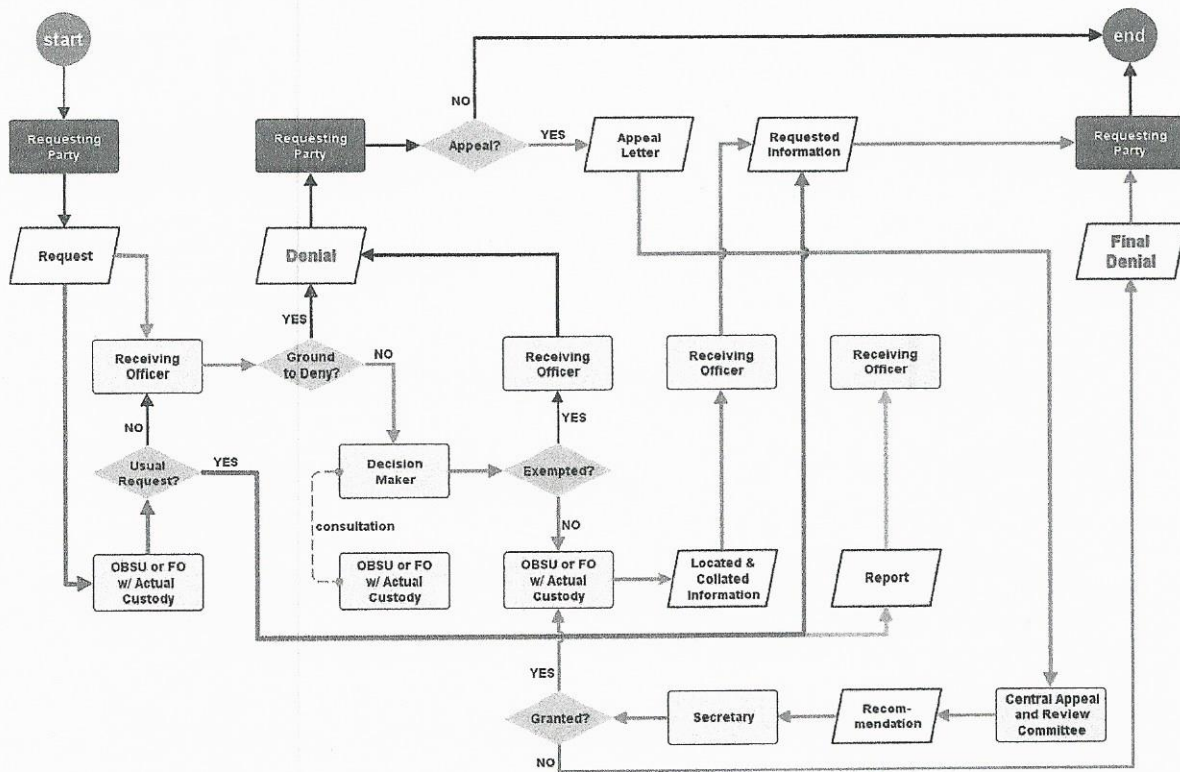 start
end
NO
Requesting
Party
Requesting
Party
Appeal?
YES
Appeal
Letter
Requested
Information
Requesting
Party
Request
Denial
Final
Denial
YES
Receiving
Officer
Ground
to Deny?
NO
Receiving
Officer
Receiving
Officer
Receiving
Officer
NO
YES
Usual
Request?
YES
Decision
Maker
Exempted?
consultation
NO
OBSU or FO
w/ Actual
Custody
OBSU or FO
w/ Actual
Custody
OBSU or FO
w/ Actual
Custody
Located &
Collated
Information
Report
YES
Granted?
Secretary
Recom-
mendation
Central Appeal
and Review
Committee
NO